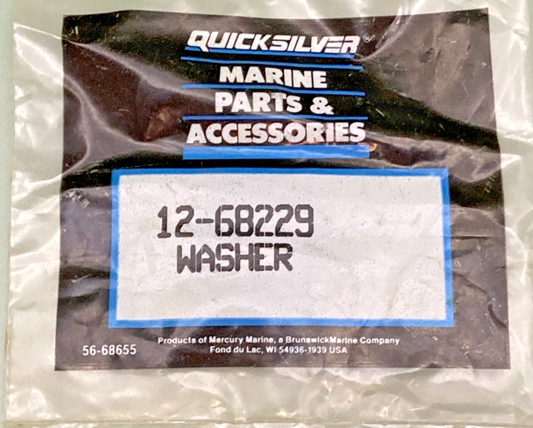 QUICKSILVER
MARINE
PARTS &
ACCESSORIES
12-68229
WASHER
Products of Mercury Marine, a BrunswickMarine Company
56-68655
Fond du Lac, WI 54936-1939 USA